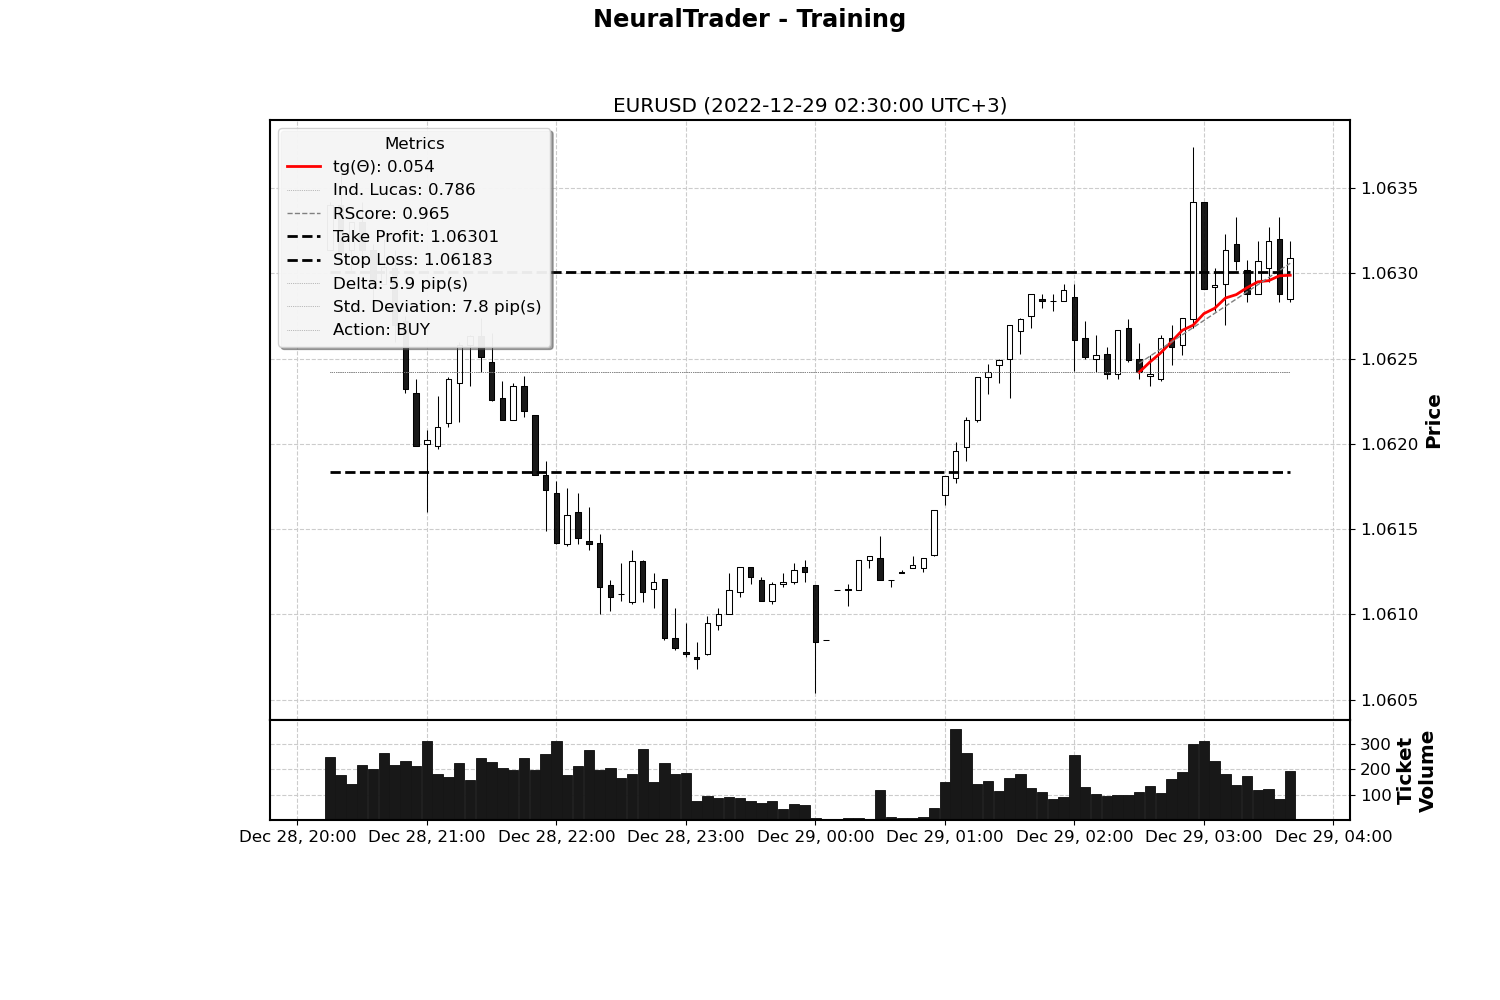 NeuralTrader - Training
EURUSD (2022-12-29 02:30:00 UTC+3)
Metrics
tg(Θ): 0.054
Ind. Lucas: 0.786
RScore: 0.965
Take Profit: 1.06301
Stop Loss: 1.06183
Delta: 5.9 pip(s)
Std. Deviation: 7.8 pip(s)
Action: BUY
1.0635
1.0630
1.0625
1.0620
1.0615
1.0610
1.0605
Price
300
200
100
Ticket
Volume
Dec 28, 20:00
Dec 28, 21:00
Dec 28, 22:00
Dec 28, 23:00
Dec 29, 00:00
Dec 29, 01:00
Dec 29, 02:00
Dec 29, 03:00
Dec 29, 04:00